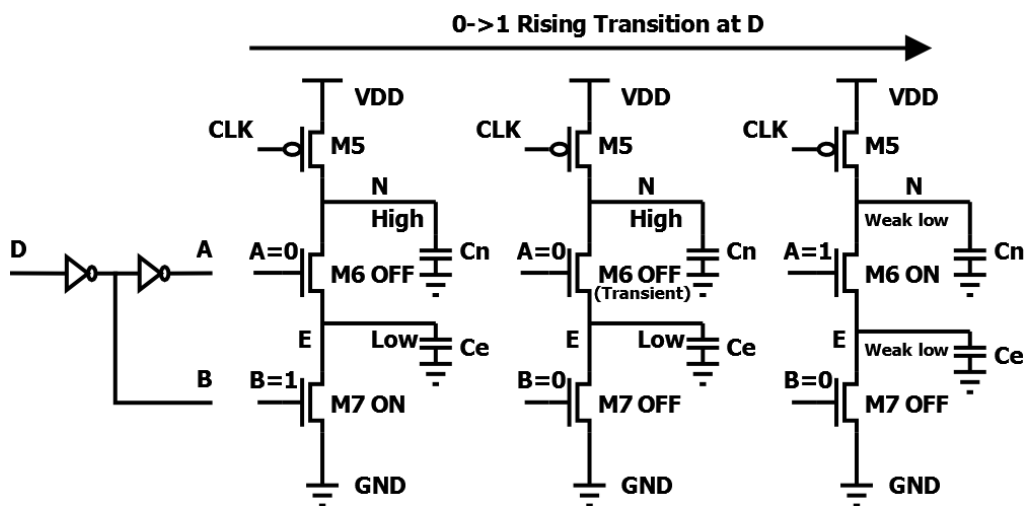 0->1 Rising Transition at D
VDD
CLK
M5
N
High
D
A
A=0
Cn
M6 OFF
E
Low
Ce
B
B=1
M7 ON
GND
VDD
CLK
M5
N
High
A=0
Cn
M6 OFF
(Transient)
E
Low
Ce
B=0
M7 OFF
GND
VDD
CLK
M5
N
Weak low
A=1
Cn
M6 ON
E
Weak low
Ce
B=0
M7 OFF
GND